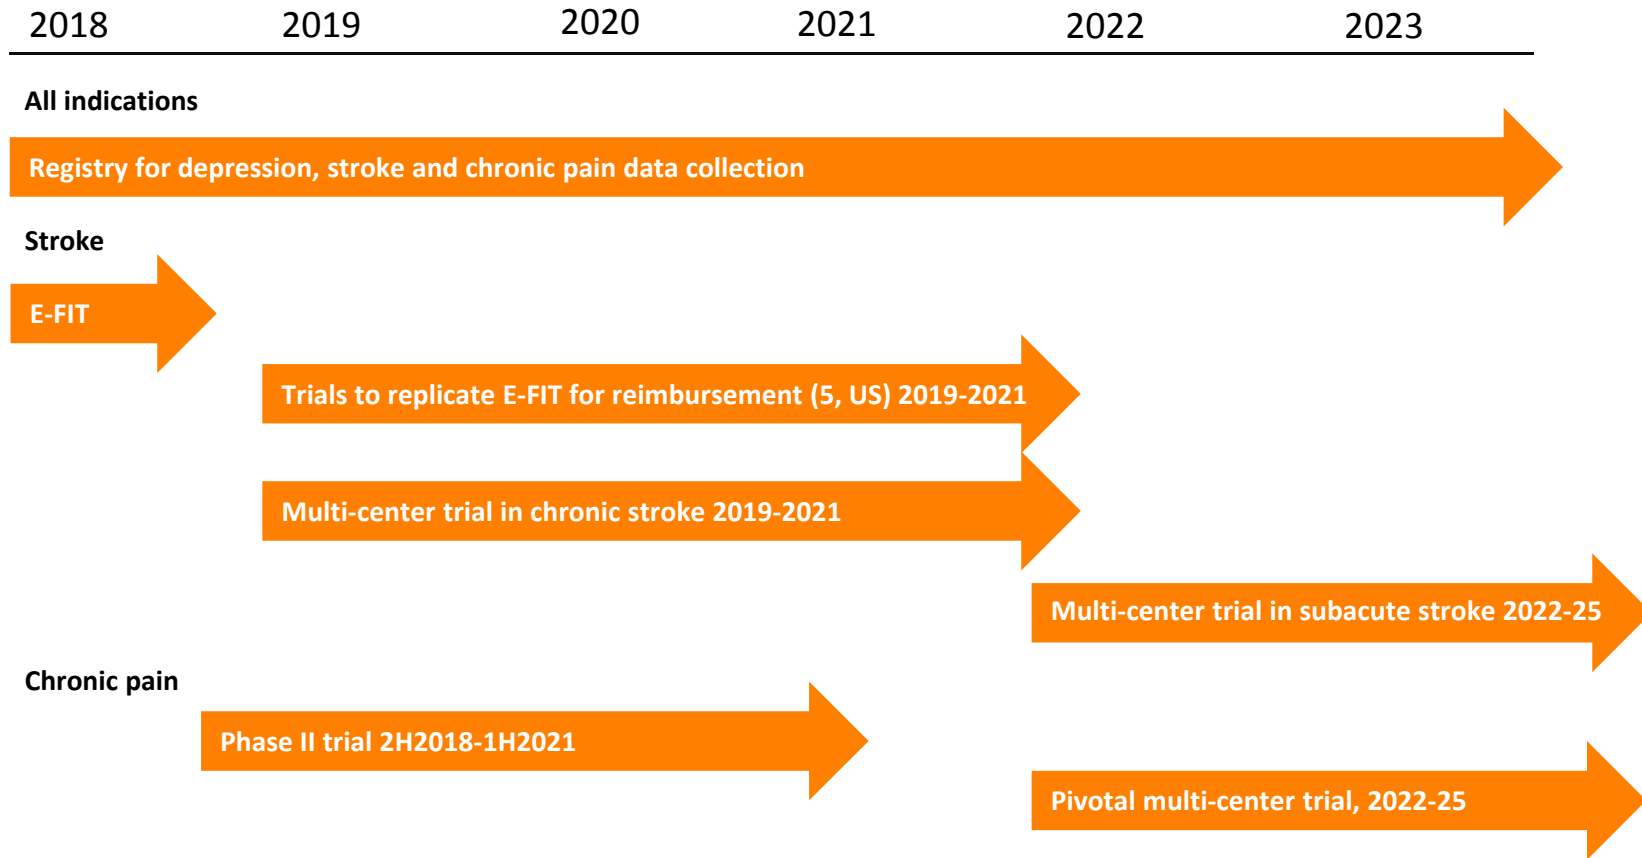 2018 2019 2020 2021 2022 2023
All indications
Registry for depression, stroke and chronic pain data collection
Stroke
E-FIT
Trials to replicate E-FIT for reimbursement (5, US) 2019-2021
Multi-center trial in chronic stroke 2019-2021
Multi-center trial in subacute stroke 2022-25
Chronic pain
Phase II trial 2H2018-1H2021
Pivotal multi-center trial, 2022-25